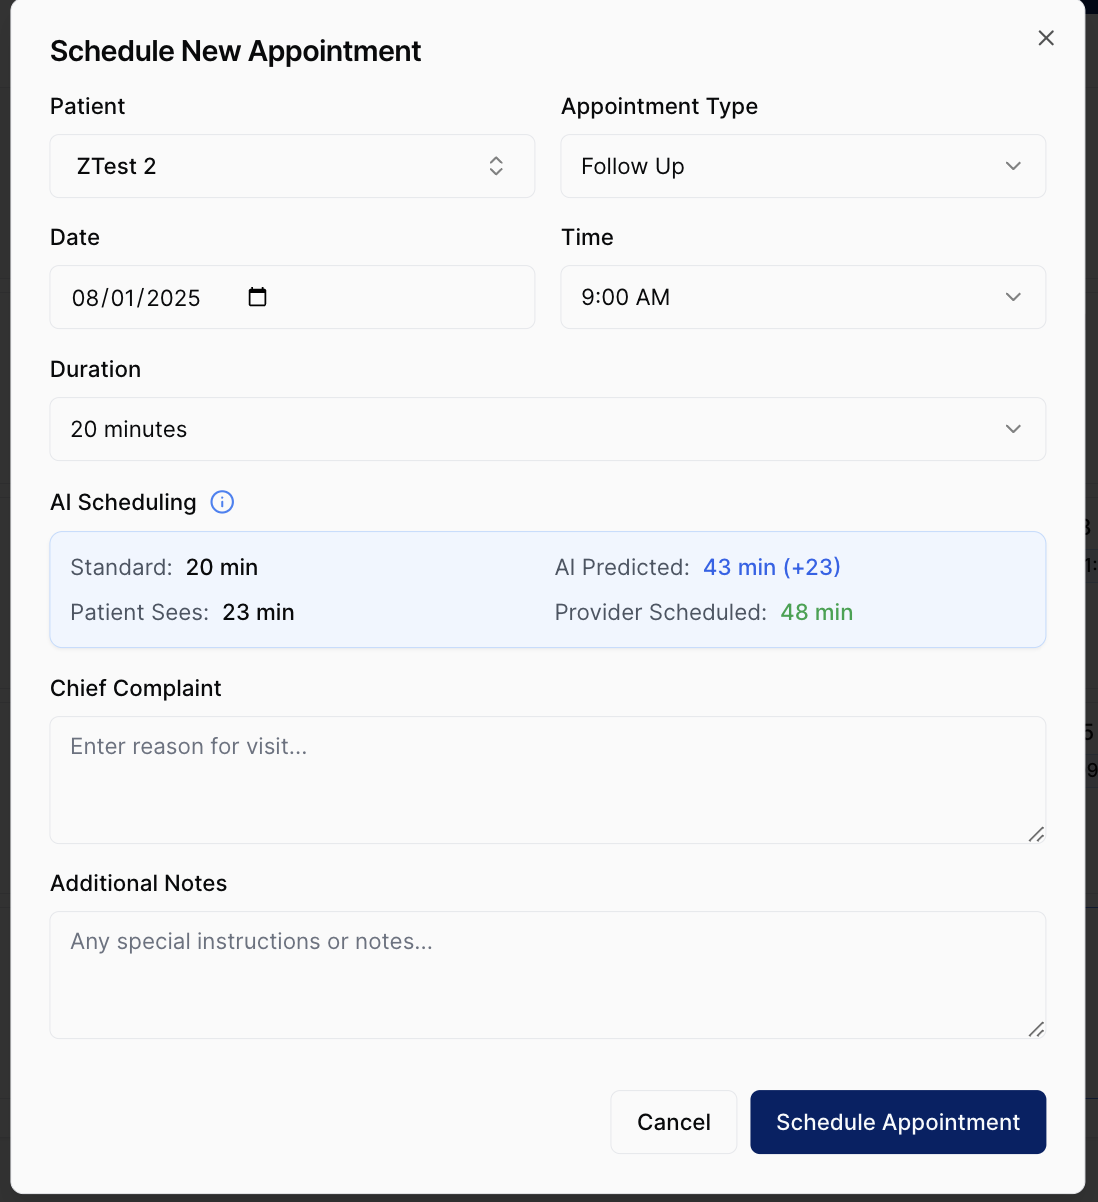 Schedule New Appointment
Patient
Appointment Type
ZTest 2
Follow Up
Date
Time
08/01/2025
9:00 AM
Duration
20 minutes
AI Scheduling
Standard: 20 min
AI Predicted: 43 min (+23)
Patient Sees: 23 min
Provider Scheduled: 48 min
Chief Complaint
Enter reason for visit...
Additional Notes
Any special instructions or notes...
Cancel
Schedule Appointment